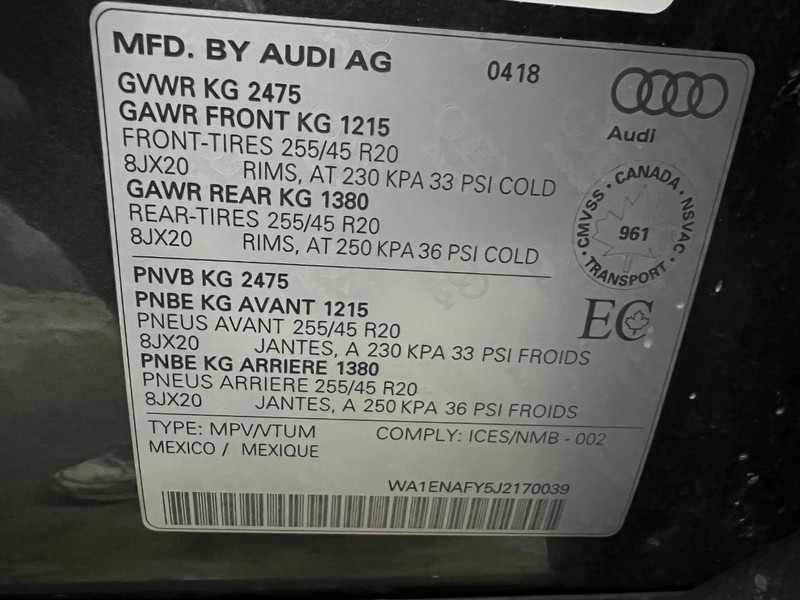 MFD. BY AUDI AG
0418
GVWR KG 2475
GAWR FRONT KG 1215
FRONT-TIRES 255/45 R20
8JX20 RIMS, AT 230 KPA 33 PSI COLD
GAWR REAR KG 1380
REAR-TIRES 255/45 R20
8JX20 RIMS, AT 250 KPA 36 PSI COLD
Audi
CMVSS · CANADA · NSVAC · TRANSPORT ·
961
EC
PNVB KG 2475
PNBE KG AVANT 1215
PNEUS AVANT 255/45 R20
8JX20 JANTES, A 230 KPA 33 PSI FROIDS
PNBE KG ARRIERE 1380
PNEUS ARRIERE 255/45 R20
8JX20 JANTES, A 250 KPA 36 PSI FROIDS
TYPE: MPV/VTUM COMPLY: ICES/NMB - 002
MEXICO / MEXIQUE
WA1ENAFY5J2170039